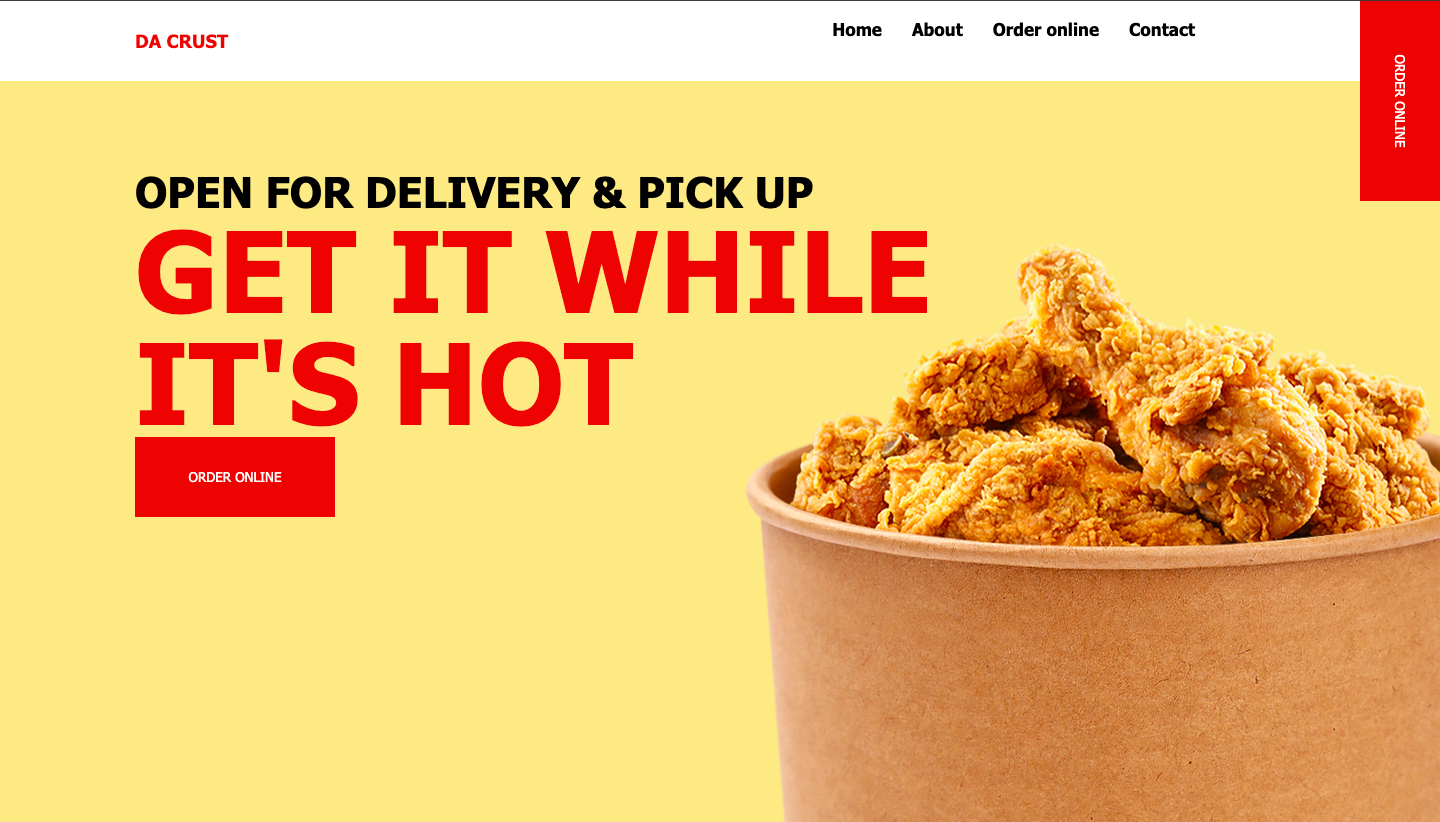 DA CRUST
Home About Order online Contact
ORDER ONLINE
OPEN FOR DELIVERY & PICK UP
GET IT WHILE
IT'S HOT
ORDER ONLINE